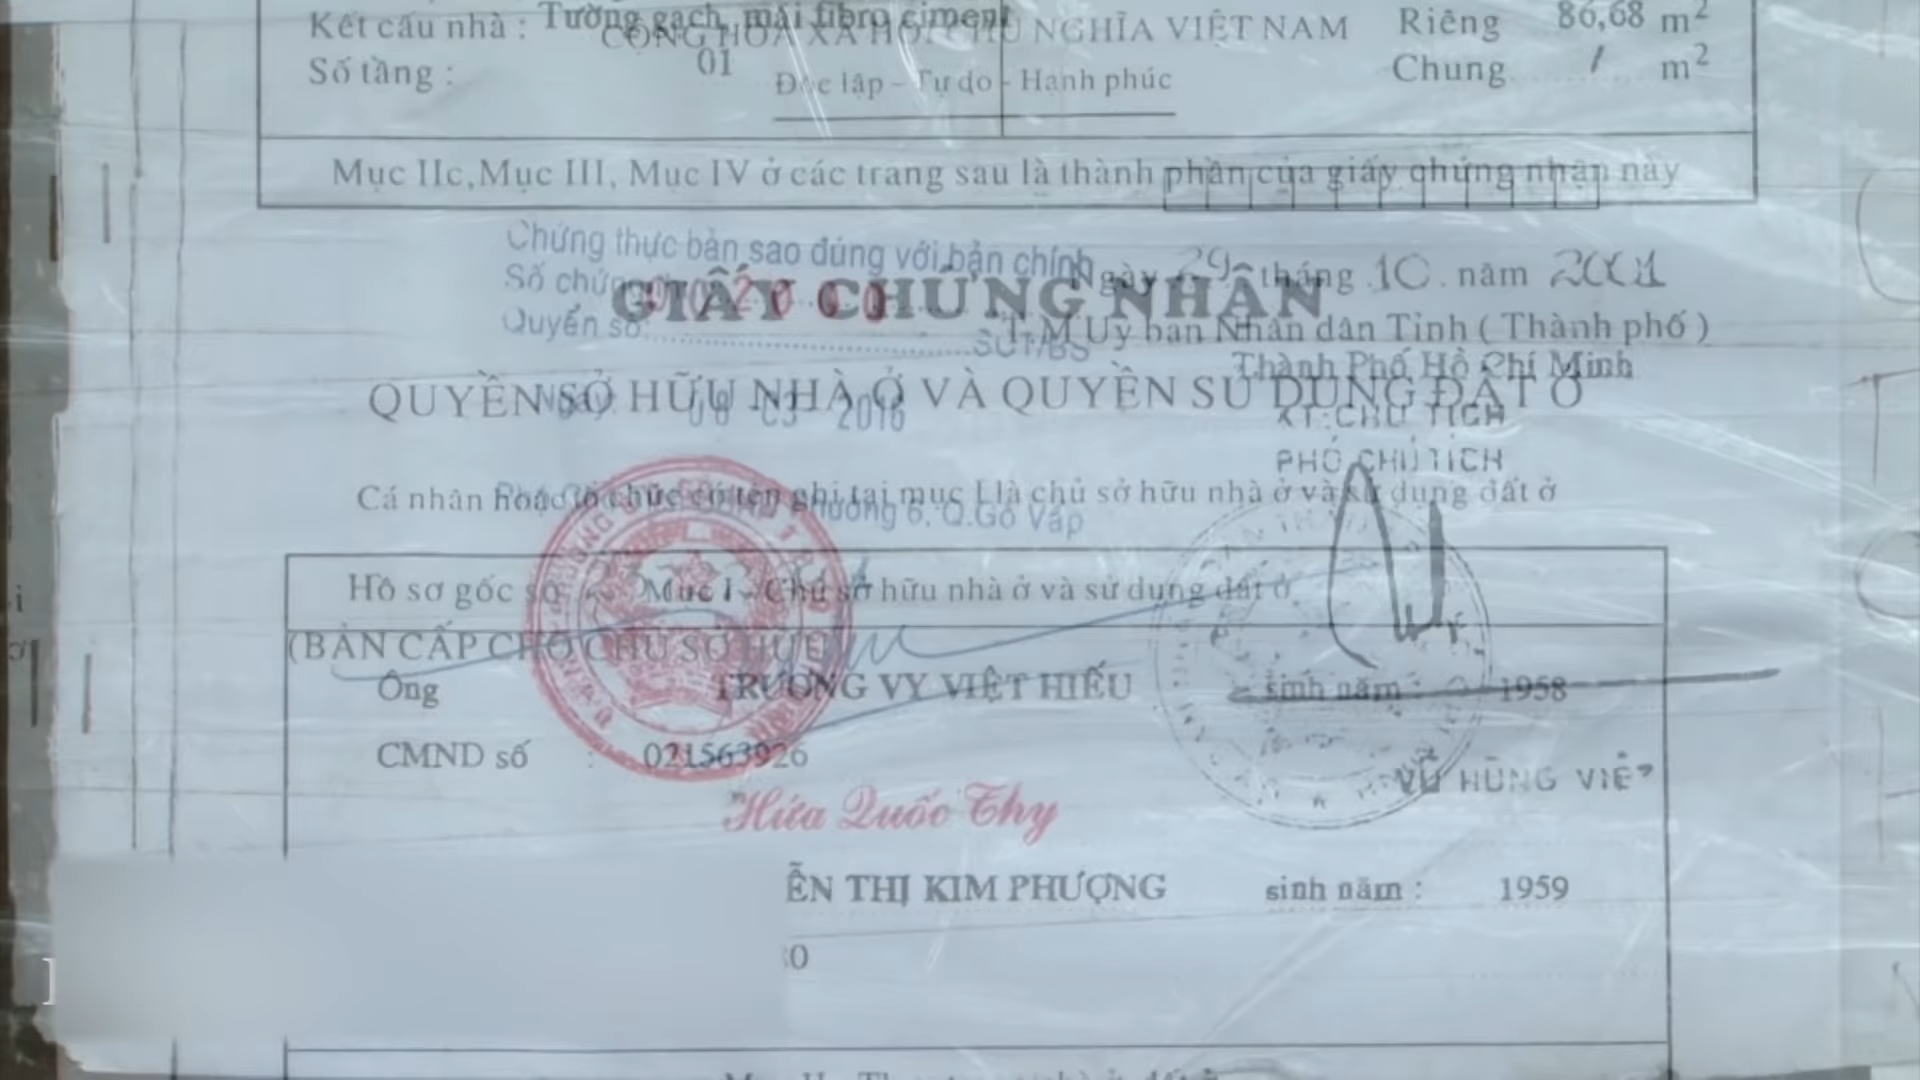 Kết cấu nhà : Tường gạch, mái fibro ciment
Riêng 86,68 m²
CỘNG HÒA XÃ HỘI CHỦ NGHĨA VIỆT NAM
Số tầng : 01
Chung / m²
Độc lập - Tự do - Hạnh phúc
Mục IIc, Mục III, Mục IV ở các trang sau là thành phần của giấy chứng nhận này
Chứng thực bản sao đúng với bản chính
Ngày 29 tháng 10 năm 2001
Số chứng
GIẤY CHỨNG NHẬN
Quyển số: SCT/BS
T.M Uỷ ban Nhân dân Tỉnh ( Thành phố )
Thành Phố Hồ Chí Minh
QUYỀN SỞ HỮU NHÀ Ở VÀ QUYỀN SỬ DỤNG ĐẤT Ở
Ngày 08 -03- 2016
KT.CHỦ TỊCH
PHÓ CHỦ TỊCH
Cá nhân hoặc tổ chức có tên ghi tại mục I là chủ sở hữu nhà ở và sử dụng đất ở
Phường 6, Q.Gò Vấp
Hồ sơ gốc số
Mục I - Chủ sở hữu nhà ở và sử dụng đất ở
(BẢN CẤP CHO CHỦ SỞ HỮU)
Ông TRƯƠNG VY VIỆT HIẾU sinh năm : 1958
CMND số : 021563926
VŨ HÙNG VIỆ
Hứa Quốc Thy
ỄN THỊ KIM PHƯỢNG sinh năm : 1959
0